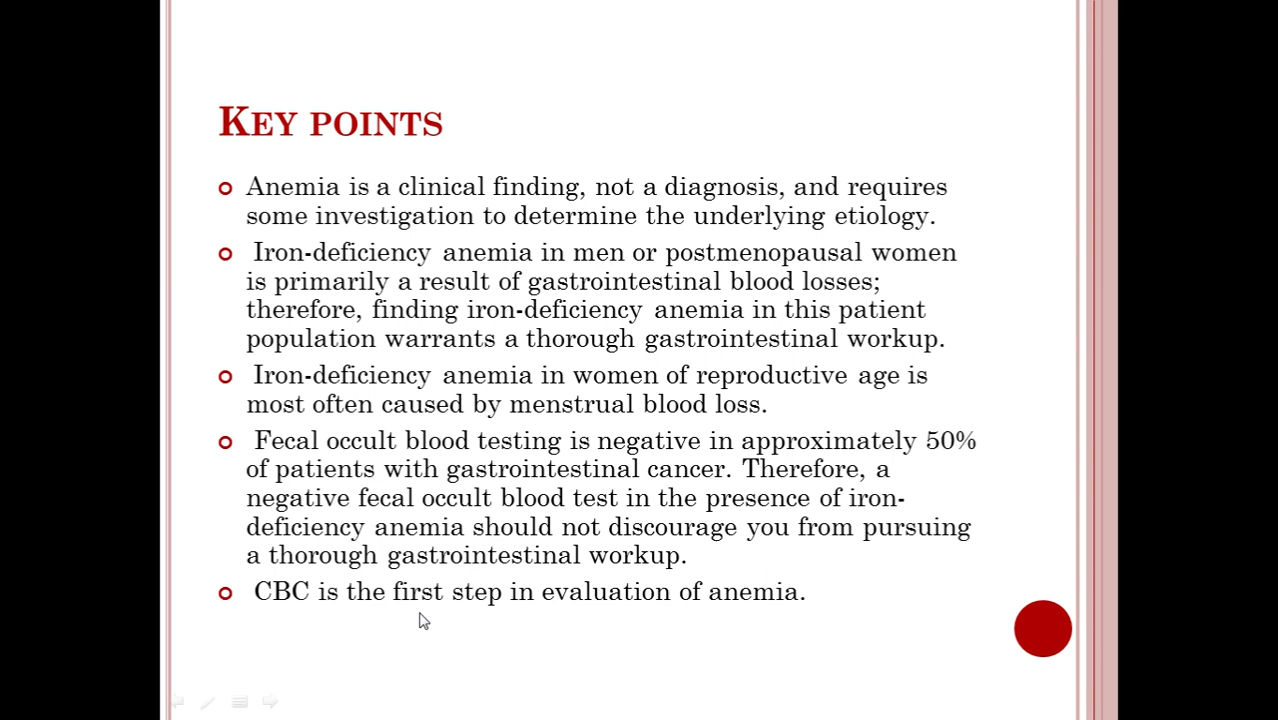 KEY POINTS
Anemia is a clinical finding, not a diagnosis, and requires
some investigation to determine the underlying etiology.
Iron-deficiency anemia in men or postmenopausal women
is primarily a result of gastrointestinal blood losses;
therefore, finding iron-deficiency anemia in this patient
population warrants a thorough gastrointestinal workup.
Iron-deficiency anemia in women of reproductive age is
most often caused by menstrual blood loss.
Fecal occult blood testing is negative in approximately 50%
of patients with gastrointestinal cancer. Therefore, a
negative fecal occult blood test in the presence of iron-
deficiency anemia should not discourage you from pursuing
a thorough gastrointestinal workup.
CBC is the first step in evaluation of anemia.